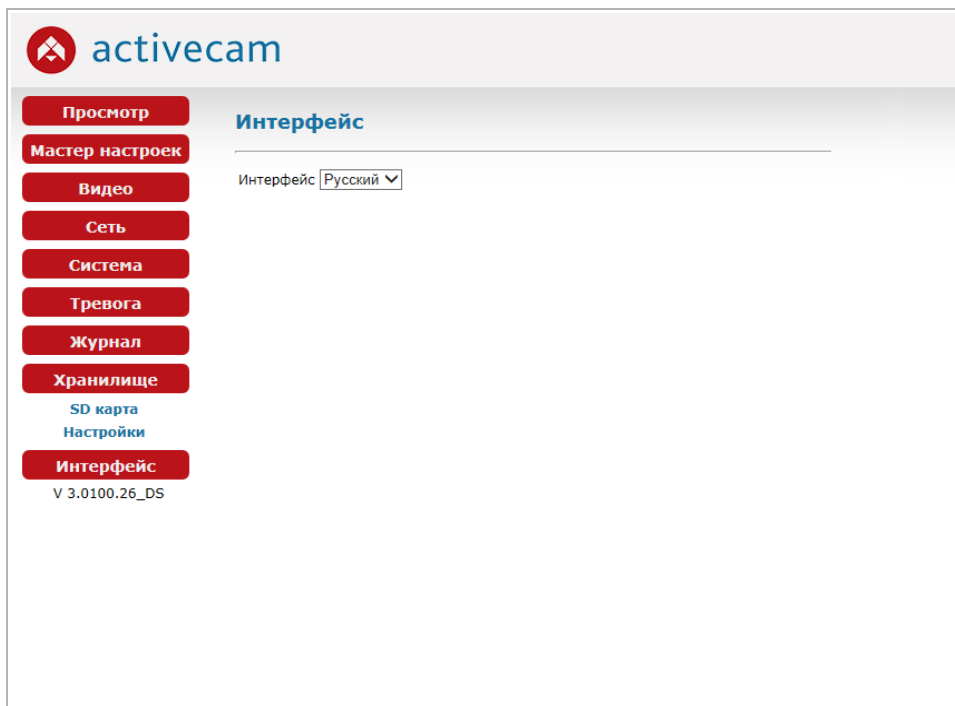 activecam
Просмотр
Мастер настроек
Видео
Сеть
Система
Тревога
Журнал
Хранилище
SD карта
Настройки
Интерфейс
V 3.0100.26_DS
Интерфейс
Интерфейс Русский